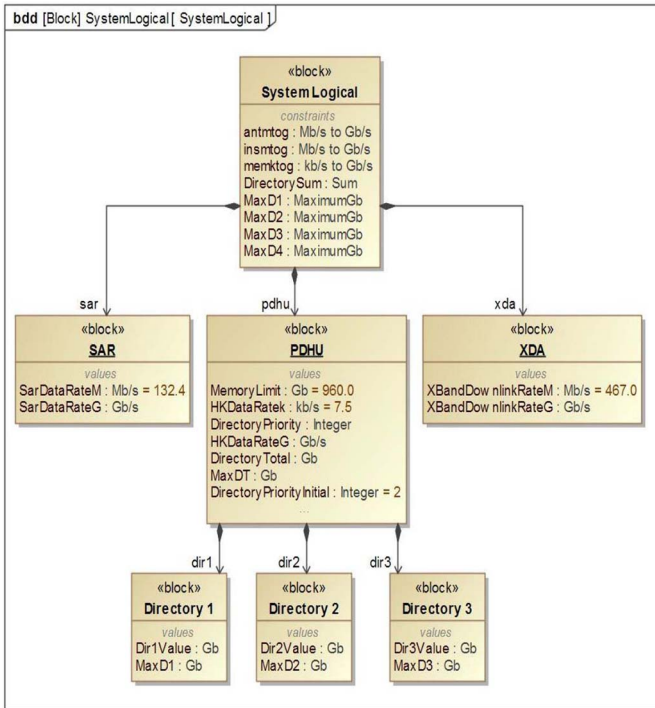 bdd [Block] SystemLogical [ SystemLogical ]
«block»
System Logical
constraints
antmtog : Mb/s to Gb/s
insmtog : Mb/s to Gb/s
memktog : kb/s to Gb/s
DirectorySum : Sum
MaxD1 : MaximumGb
MaxD2 : MaximumGb
MaxD3 : MaximumGb
MaxD4 : MaximumGb
sar
pdhu
xda
«block»
SAR
values
SarDataRateM : Mb/s = 132.4
SarDataRateG : Gb/s
«block»
PDHU
values
MemoryLimit : Gb = 960.0
HKDataRatek : kb/s = 7.5
DirectoryPriority : Integer
HKDataRateG : Gb/s
DirectoryTotal : Gb
MaxDT : Gb
DirectoryPriorityInitial : Integer = 2
...
«block»
XDA
values
XBandDownlinkRateM : Mb/s = 467.0
XBandDownlinkRateG : Gb/s
dir1
dir2
dir3
«block»
Directory 1
values
Dir1Value : Gb
MaxD1 : Gb
«block»
Directory 2
values
Dir2Value : Gb
MaxD2 : Gb
«block»
Directory 3
values
Dir3Value : Gb
MaxD3 : Gb